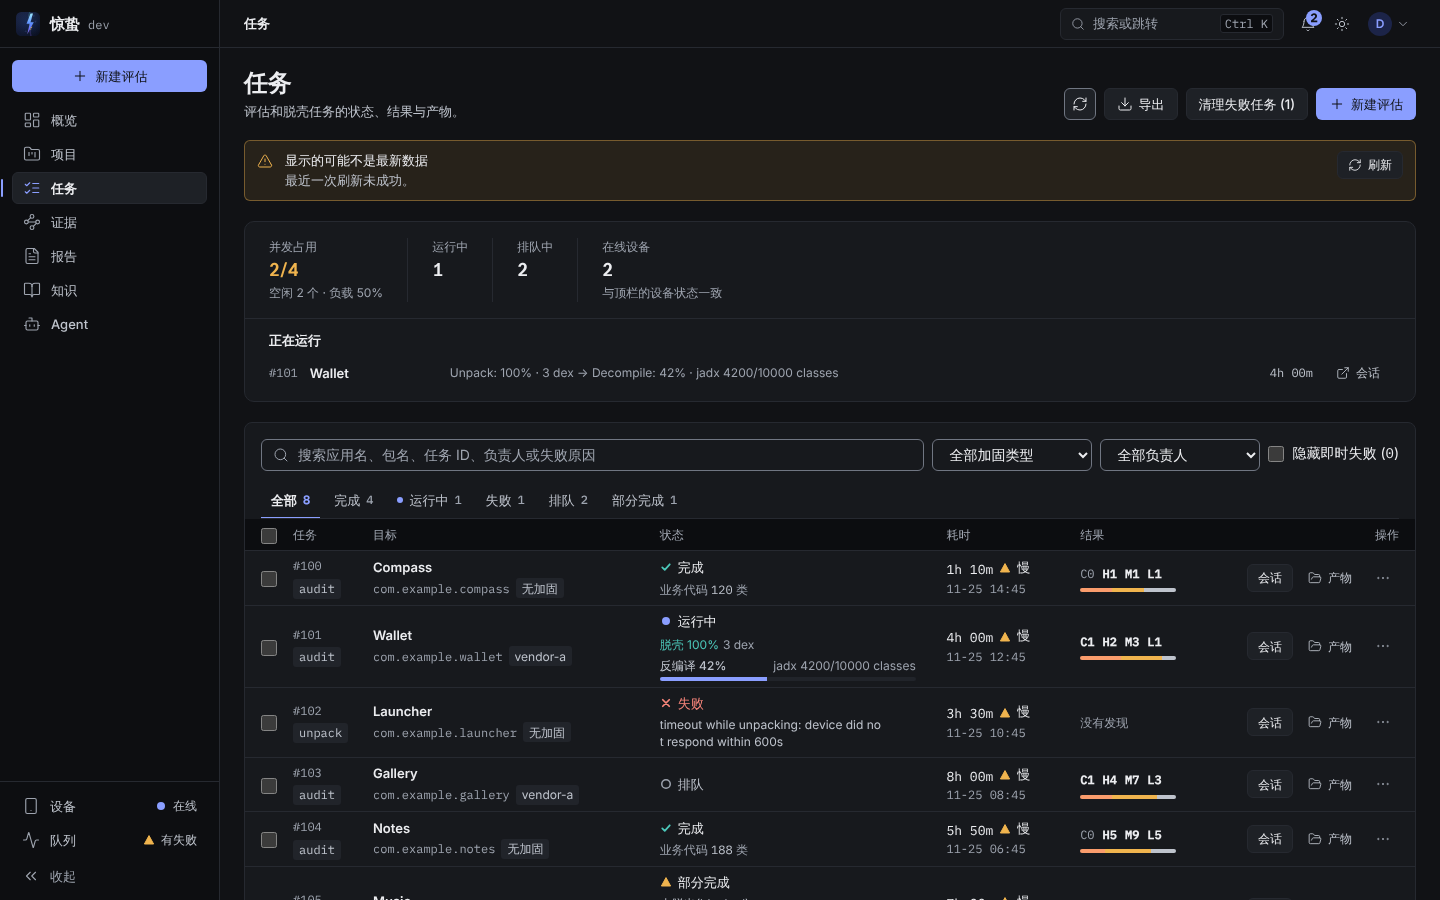 惊蛰 dev
任务
搜索或跳转 Ctrl K
2
D
新建评估
概览
项目
任务
证据
报告
知识
Agent
设备 在线
队列 有失败
收起
任务
评估和脱壳任务的状态、结果与产物。
导出
清理失败任务 (1)
新建评估
显示的可能不是最新数据
最近一次刷新未成功。
刷新
并发占用 运行中 排队中 在线设备
2/4 1 2 2
空闲 2 个 · 负载 50% 与顶栏的设备状态一致
正在运行
#101 Wallet Unpack: 100% · 3 dex → Decompile: 42% · jadx 4200/10000 classes 4h 00m 会话
搜索应用名、包名、任务 ID、负责人或失败原因 全部加固类型 全部负责人 隐藏即时失败 (0)
全部 8 完成 4 运行中 1 失败 1 排队 2 部分完成 1
任务 目标 状态 耗时 结果 操作
#100 Compass 完成 1h 10m 慢 C0 H1 M1 L1 会话 产物 ···
audit com.example.compass 无加固 业务代码 120 类 11-25 14:45
#101 Wallet 运行中 4h 00m 慢 C1 H2 M3 L1 会话 产物 ···
audit com.example.wallet vendor-a 脱壳 100% 3 dex 11-25 12:45
反编译 42% jadx 4200/10000 classes
#102 Launcher 失败 3h 30m 慢 没有发现 会话 产物 ···
unpack com.example.launcher 无加固 timeout while unpacking: device did no 11-25 10:45
t respond within 600s
#103 Gallery 排队 8h 00m 慢 C1 H4 M7 L3 会话 产物 ···
audit com.example.gallery vendor-a 11-25 08:45
#104 Notes 完成 5h 50m 慢 C0 H5 M9 L5 会话 产物 ···
audit com.example.notes 无加固 业务代码 188 类 11-25 06:45
部分完成